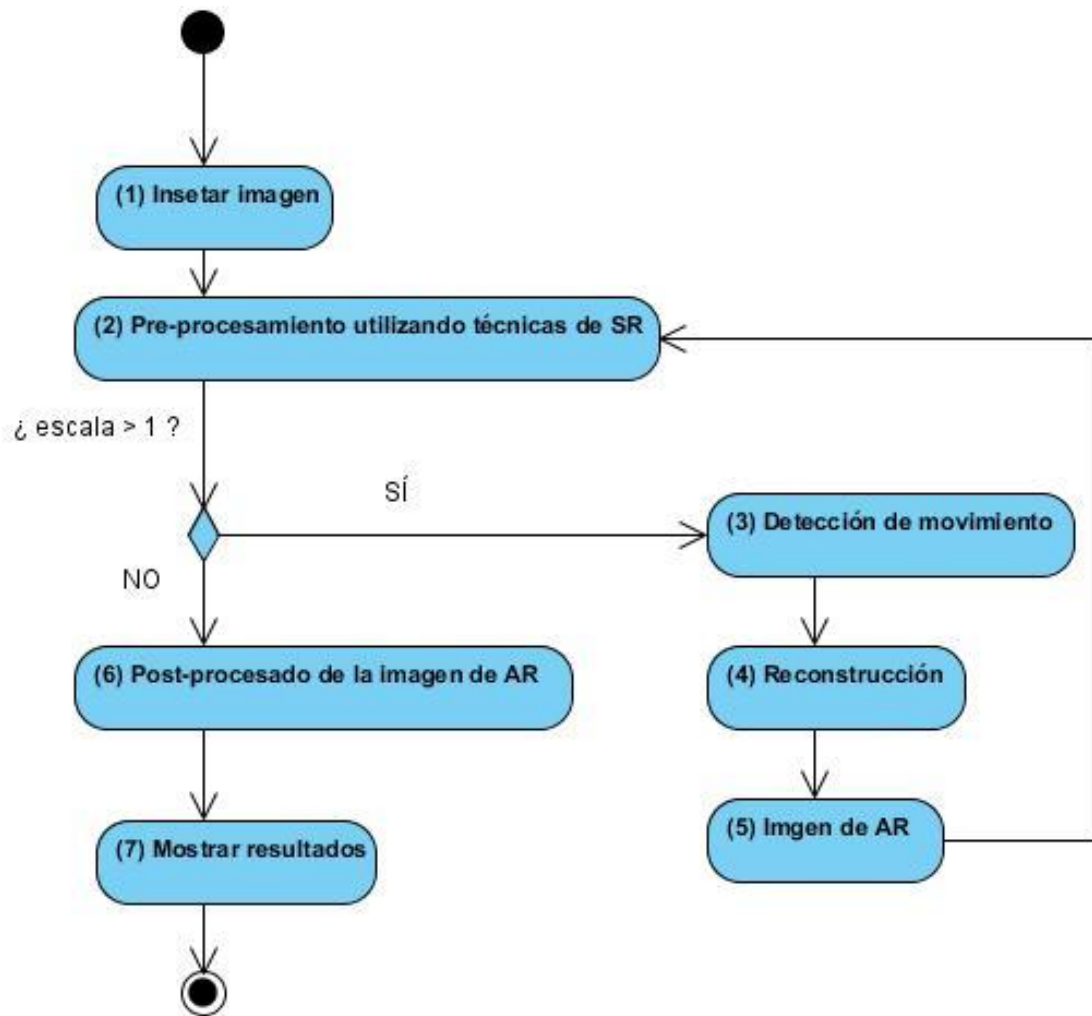 (1) Insetar imagen
(2) Pre-procesamiento utilizando técnicas de SR
¿ escala > 1 ?
SÍ
(3) Detección de movimiento
NO
(6) Post-procesado de la imagen de AR
(4) Reconstrucción
(5) Imgen de AR
(7) Mostrar resultados